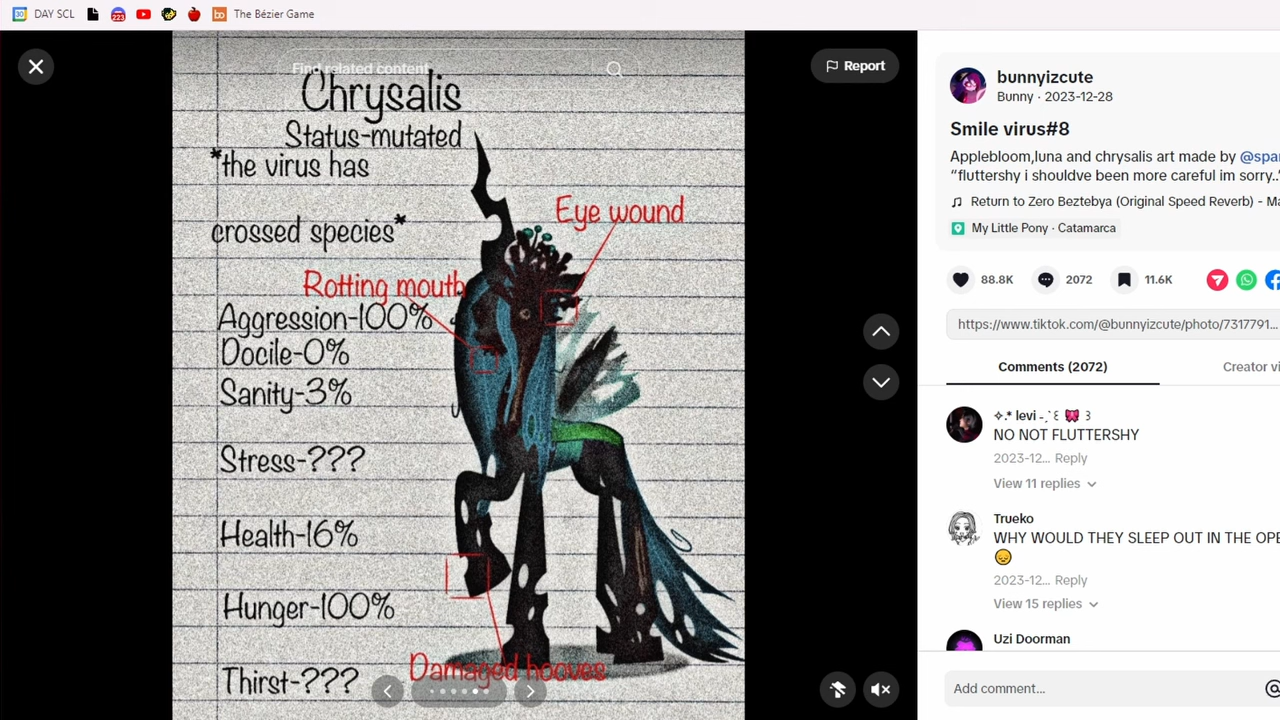 DAY SCL
223
The Bézier Game
Find related content
Report
Chrysalis
Status-mutated
*the virus has
crossed species*
Eye wound
Rotting mouth
Aggression-100%
Docile-0%
Sanity-3%
Stress-???
Health-16%
Hunger-100%
Damaged hooves
Thirst-???
bunnyizcute
Bunny · 2023-12-28
Smile virus#8
Applebloom,luna and chrysalis art made by @spar
“fluttershy i shouldve been more careful im sorry..”
Return to Zero Beztebya (Original Speed Reverb) - Ma
My Little Pony · Catamarca
88.8K
2072
11.6K
https://www.tiktok.com/@bunnyizcute/photo/7317791...
Comments (2072)
Creator vi
✧.* levi ˗ˏˋ꒰ 🎀 ꒱
NO NOT FLUTTERSHY
2023-12... Reply
View 11 replies
Trueko
WHY WOULD THEY SLEEP OUT IN THE OPE
😔
2023-12... Reply
View 15 replies
Uzi Doorman
Add comment...
@